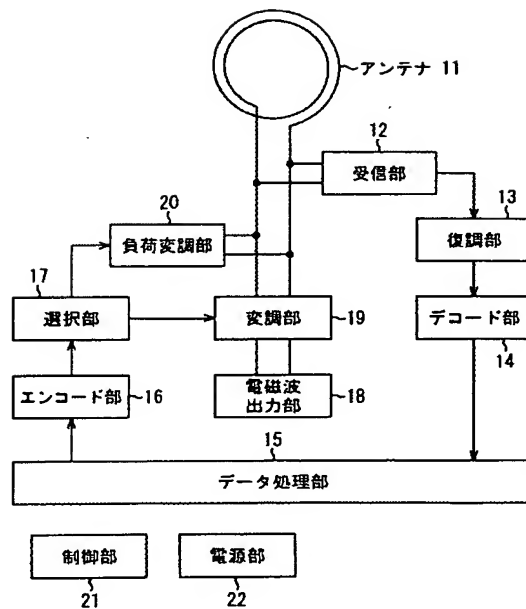 アンテナ 11
12
受信部
13
復調部
20
負荷変調部
17
選択部
変調部
19
デコード部
14
エンコード部
16
電磁波
出力部
18
15
データ処理部
制御部
21
電源部
22